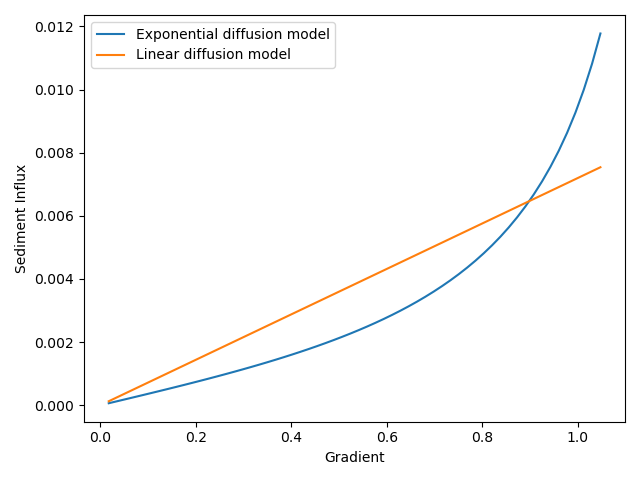 Exponential diffusion model
Linear diffusion model
0.012
0.010
0.008
0.006
0.004
0.002
0.000
Sediment Influx
0.0 0.2 0.4 0.6 0.8 1.0
Gradient